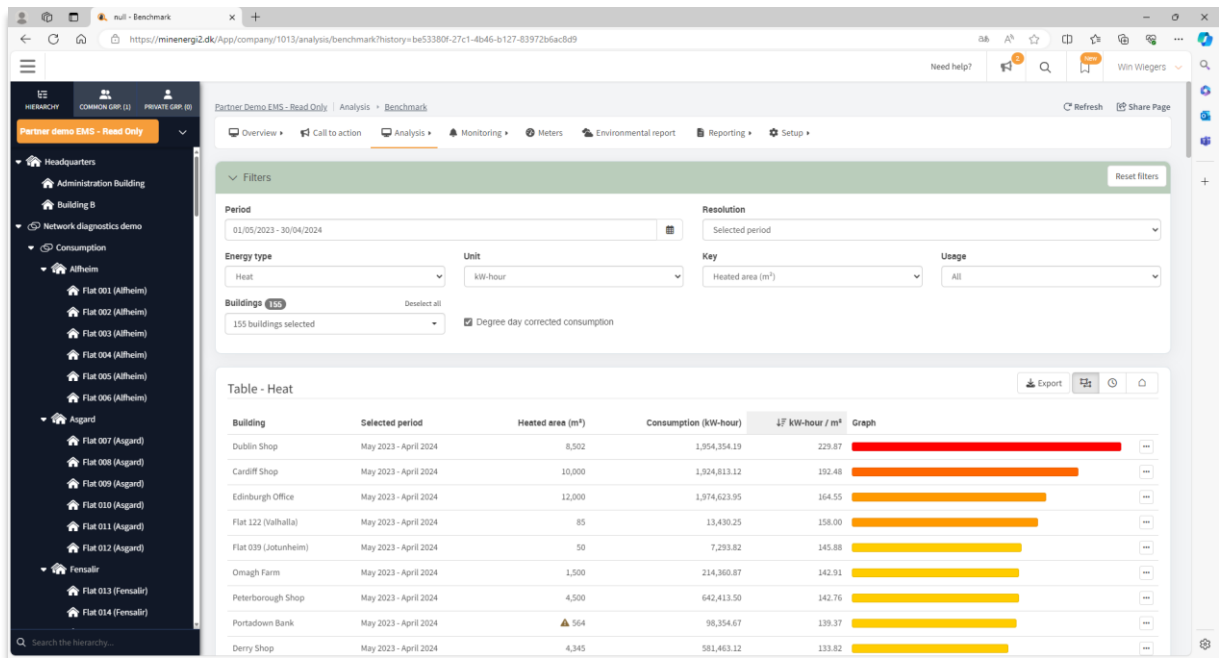 null - Benchmark
https://minenergi2.dk/App/company/1013/analysis/benchmark?history=be53380f-27c1-4b46-b127-83972b6ac8d9
Need help? 2 New Win Wiegers
HIERARCHY COMMON GRP. (1) PRIVATE GRP. (0)
Partner demo EMS - Read Only
Headquarters
Administration Building
Building B
Network diagnostics demo
Consumption
Alfheim
Flat 001 (Alfheim)
Flat 002 (Alfheim)
Flat 003 (Alfheim)
Flat 004 (Alfheim)
Flat 005 (Alfheim)
Flat 006 (Alfheim)
Asgard
Flat 007 (Asgard)
Flat 008 (Asgard)
Flat 009 (Asgard)
Flat 010 (Asgard)
Flat 011 (Asgard)
Flat 012 (Asgard)
Fensalir
Flat 013 (Fensalir)
Flat 014 (Fensalir)
Search the hierarchy...
Partner Demo EMS - Read Only Analysis Benchmark Refresh Share Page
Overview Call to action Analysis Monitoring Meters Environmental report Reporting Setup
Filters Reset filters
Period Resolution
01/05/2023 - 30/04/2024 Selected period
Energy type Unit Key Usage
Heat kW-hour Heated area (m²) All
Buildings 155 Deselect all
155 buildings selected Degree day corrected consumption
Table - Heat Export
Building Selected period Heated area (m²) Consumption (kW-hour) kW-hour / m² Graph
Dublin Shop May 2023 - April 2024 8,502 1,954,354.19 229.87
Cardiff Shop May 2023 - April 2024 10,000 1,924,813.12 192.48
Edinburgh Office May 2023 - April 2024 12,000 1,974,623.95 164.55
Flat 122 (Valhalla) May 2023 - April 2024 85 13,430.25 158.00
Flat 039 (Jotunheim) May 2023 - April 2024 50 7,293.82 145.88
Omagh Farm May 2023 - April 2024 1,500 214,360.87 142.91
Peterborough Shop May 2023 - April 2024 4,500 642,413.50 142.76
Portadown Bank May 2023 - April 2024 564 98,354.67 139.37
Derry Shop May 2023 - April 2024 4,345 581,463.12 133.82